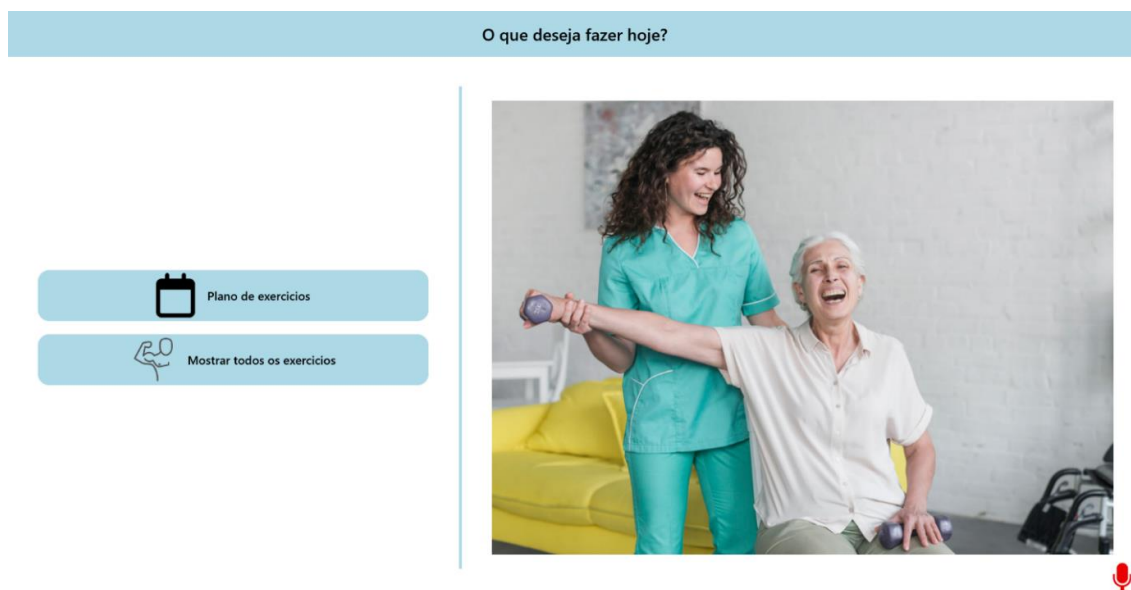 O que deseja fazer hoje?
Plano de exercicios
Mostrar todos os exercicios